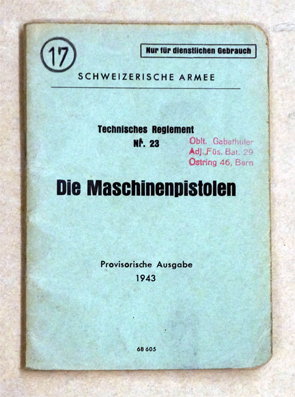 17
Nur für dienstlichen Gebrauch
SCHWEIZERISCHE ARMEE
Technisches Reglement
Nr. 23
Oblt. Gabathuler
Adj. Füs. Bat. 29
Ostring 46, Bern
Die Maschinenpistolen
Provisorische Ausgabe
1943
68 605